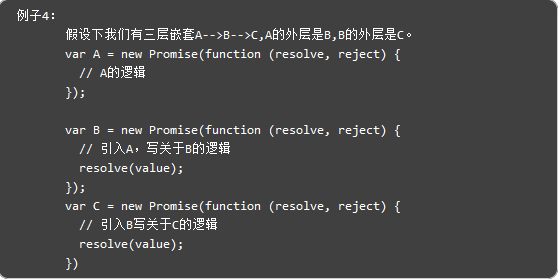 例子4:
假设下我们有三层嵌套A-->B-->C,A的外层是B,B的外层是C。
var A = new Promise(function (resolve, reject) {
// A的逻辑
});
var B = new Promise(function (resolve, reject) {
// 引入A，写关于B的逻辑
resolve(value);
});
var C = new Promise(function (resolve, reject) {
// 引入B写关于C的逻辑
resolve(value);
})